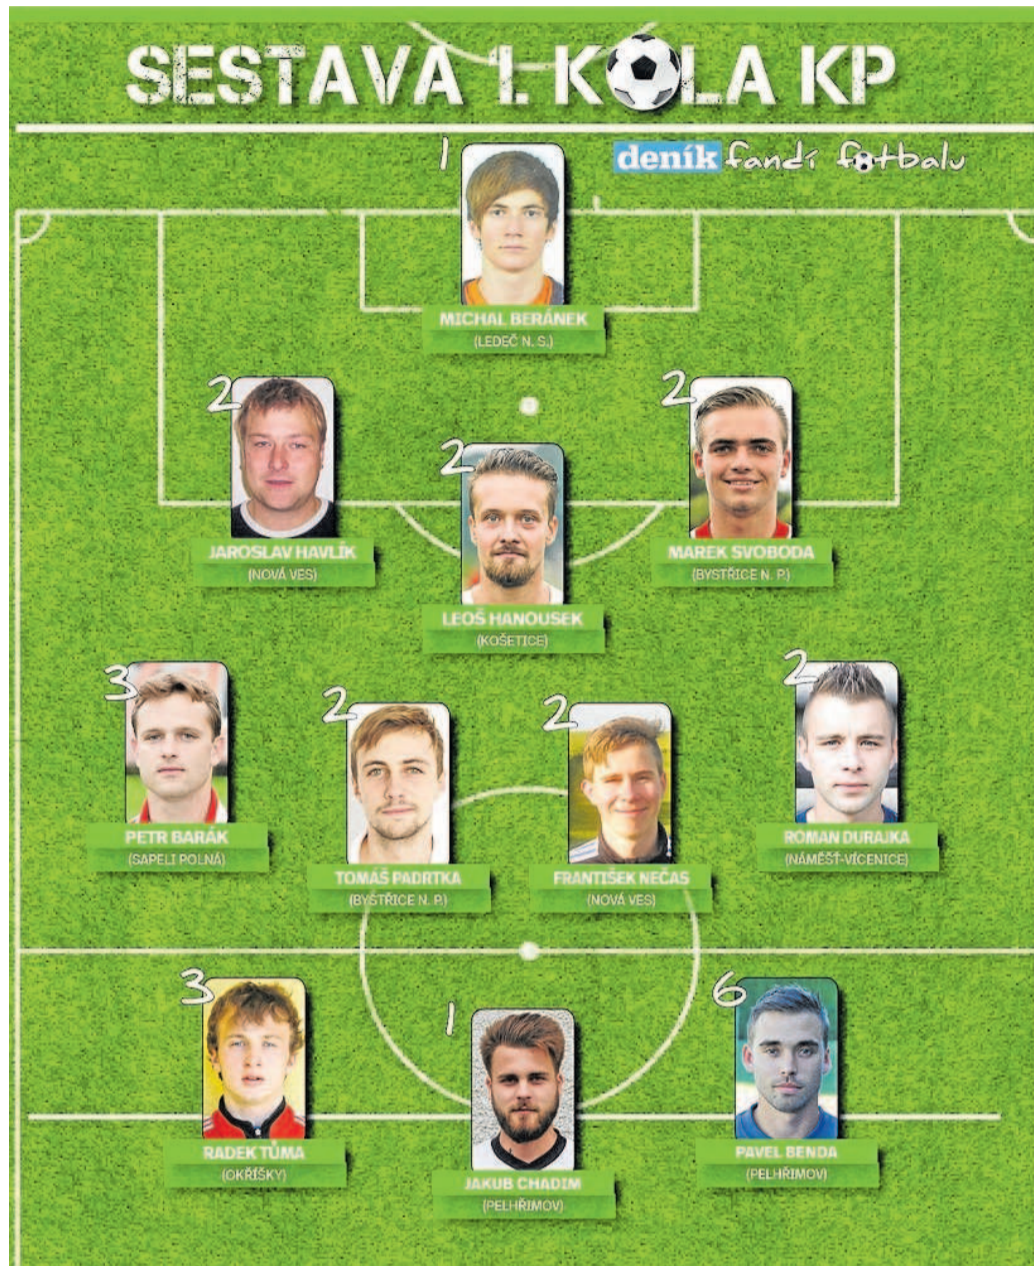 SESTAVA 1. KOLA KP
deník fandí fotbalu
1
MICHAL BERÁNEK
(LEDEČ N. S.)
2
JAROSLAV HAVLÍK
(NOVÁ VES)
2
LEOŠ HANOUSEK
(KOŠETICE)
2
MAREK SVOBODA
(BYSTŘICE N. P.)
3
PETR BARÁK
(SAPELI POLNÁ)
2
TOMÁŠ PADRTKA
(BYSTŘICE N. P.)
2
FRANTIŠEK NEČAS
(NOVÁ VES)
2
ROMAN DURAJKA
(NÁMĚŠŤ-VÍCENICE)
3
RADEK TŮMA
(OKŘÍŠKY)
1
JAKUB CHADIM
(PELHŘIMOV)
6
PAVEL BENDA
(PELHŘIMOV)